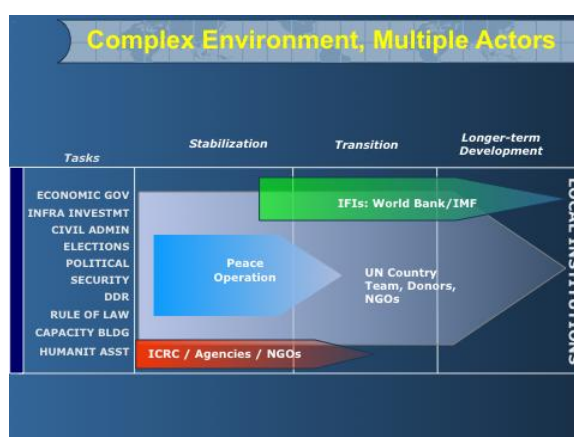 Complex Environment, Multiple Actors
Tasks
Stabilization
Transition
Longer-term
Development
ECONOMIC GOV
INFRA INVESTMT
CIVIL ADMIN
ELECTIONS
POLITICAL
SECURITY
DDR
RULE OF LAW
CAPACITY BLDG
HUMANIT ASST
IFIs: World Bank/IMF
Peace
Operation
UN Country
Team, Donors,
NGOs
ICRC / Agencies / NGOs
LOCAL INSTITUTIONS